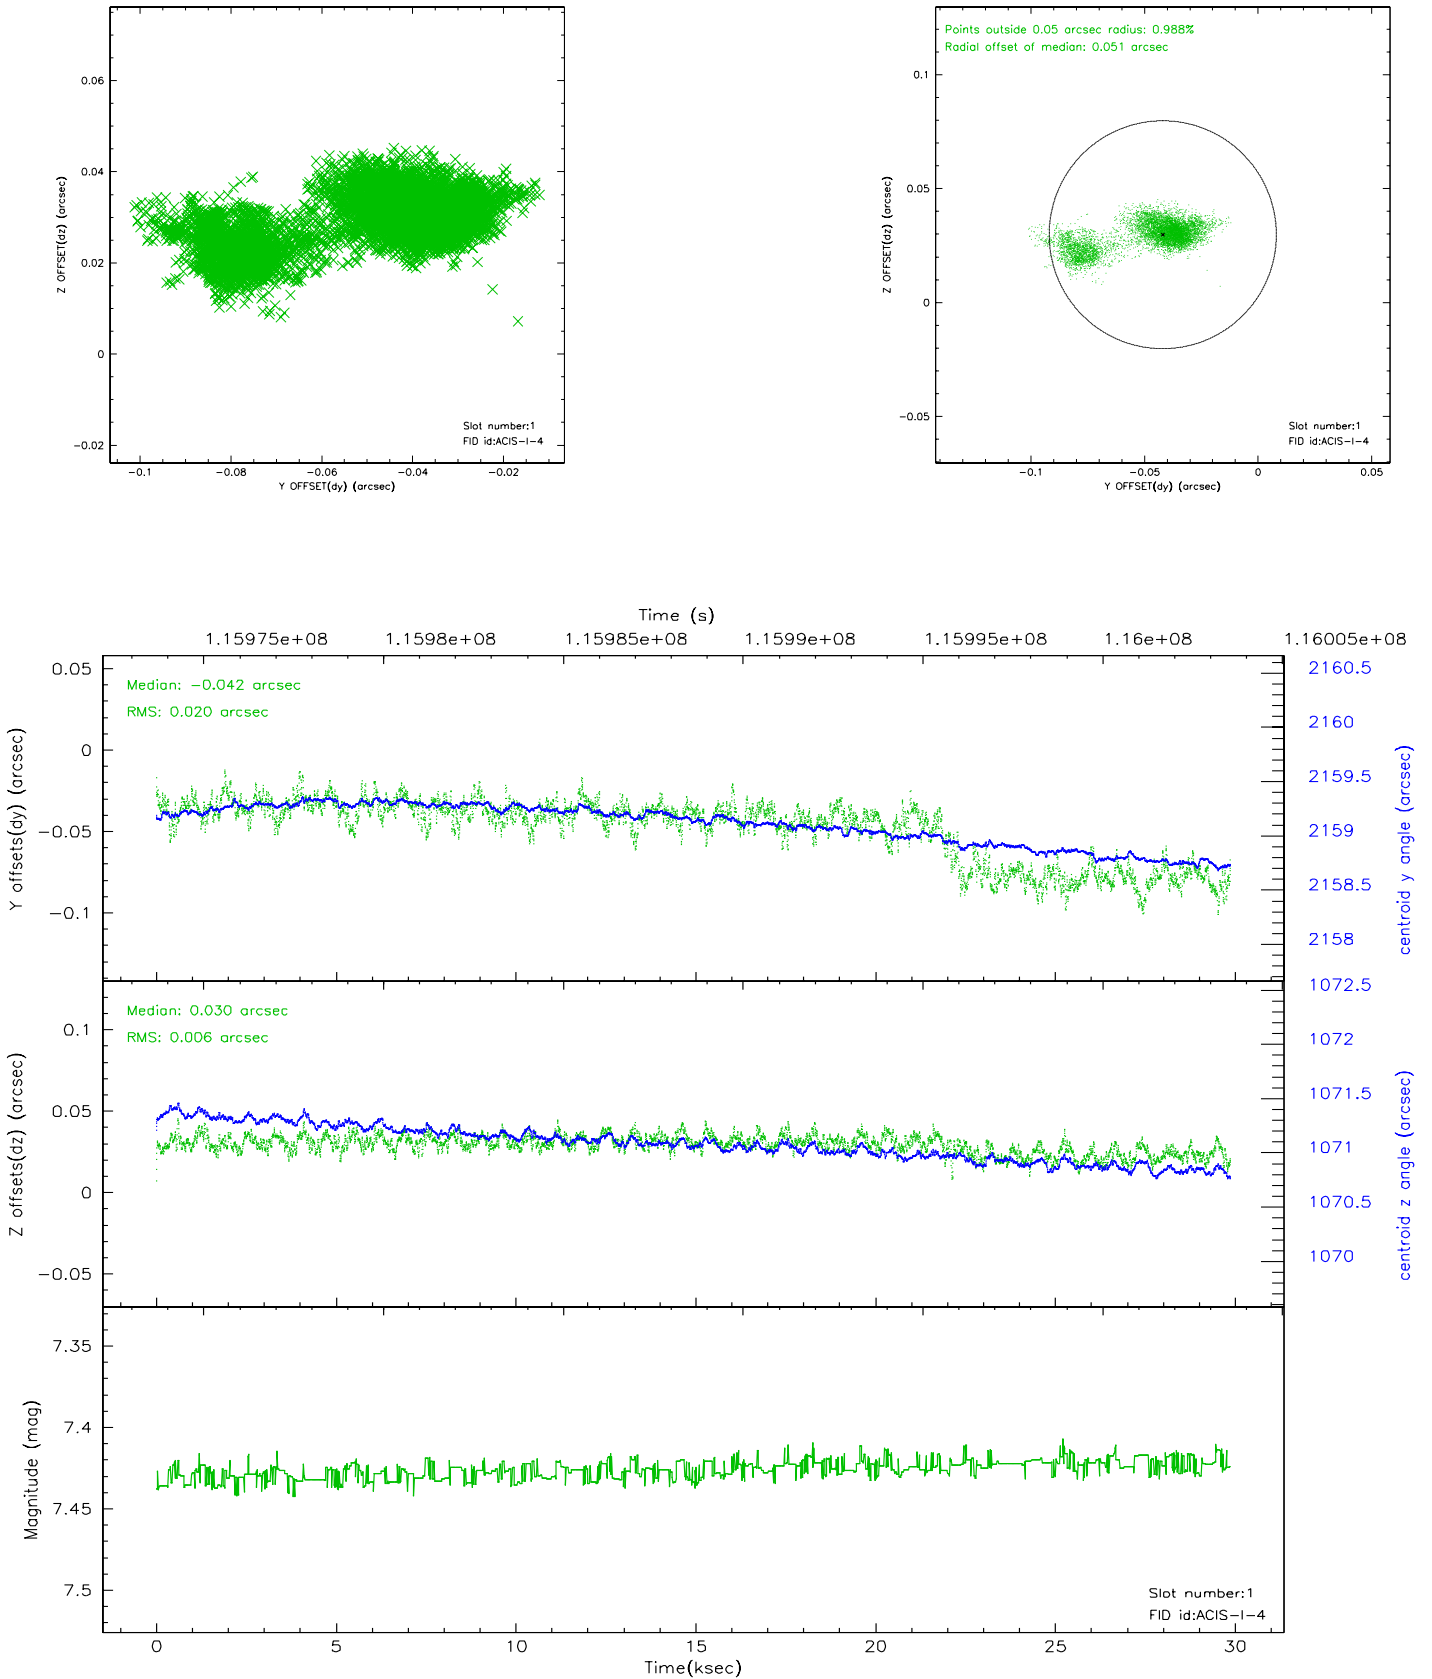 0.06
0.04
0.02
0
−0.02
Z OFFSET(dz) (arcsec)
Slot number:1
FID id:ACIS−I−4
−0.1
−0.08
−0.06
−0.04
−0.02
Y OFFSET(dy) (arcsec)
Points outside 0.05 arcsec radius: 0.988%
Radial offset of median: 0.051 arcsec
0.1
0.05
0
−0.05
Z OFFSET(dz) (arcsec)
Slot number:1
FID id:ACIS−I−4
−0.1
−0.05
0
0.05
Y OFFSET(dy) (arcsec)
Time (s)
1.15975e+08
1.1598e+08
1.15985e+08
1.1599e+08
1.15995e+08
1.16e+08
1.16005e+08
Median: −0.042 arcsec
RMS: 0.020 arcsec
0.05
0
−0.05
−0.1
Y offsets(dy) (arcsec)
2160.5
2160
2159.5
2159
2158.5
2158
centroid y angle (arcsec)
Median: 0.030 arcsec
RMS: 0.006 arcsec
0.1
0.05
0
−0.05
Z offsets(dz) (arcsec)
1072.5
1072
1071.5
1071
1070.5
1070
centroid z angle (arcsec)
7.35
7.4
7.45
7.5
Magnitude (mag)
Slot number:1
FID id:ACIS−I−4
0
5
10
15
20
25
30
Time(ksec)